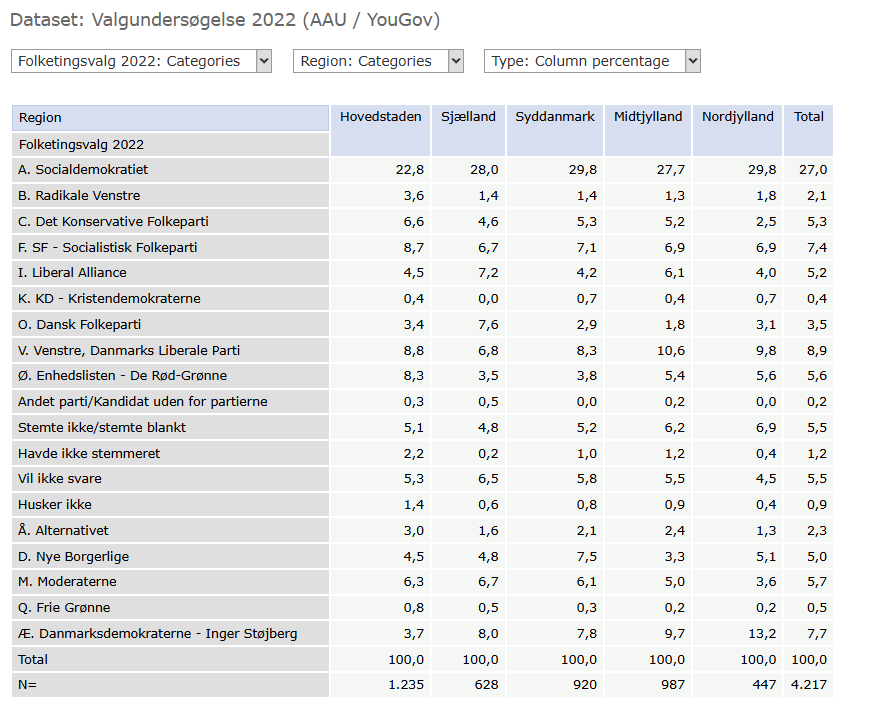 Dataset: Valgundersøgelse 2022 (AAU / YouGov)
Folketingsvalg 2022: Categories Region: Categories Type: Column percentage
Region Hovedstaden Sjælland Syddanmark Midtjylland Nordjylland Total
Folketingsvalg 2022
A. Socialdemokratiet 22,8 28,0 29,8 27,7 29,8 27,0
B. Radikale Venstre 3,6 1,4 1,4 1,3 1,8 2,1
C. Det Konservative Folkeparti 6,6 4,6 5,3 5,2 2,5 5,3
F. SF - Socialistisk Folkeparti 8,7 6,7 7,1 6,9 6,9 7,4
I. Liberal Alliance 4,5 7,2 4,2 6,1 4,0 5,2
K. KD - Kristendemokraterne 0,4 0,0 0,7 0,4 0,7 0,4
O. Dansk Folkeparti 3,4 7,6 2,9 1,8 3,1 3,5
V. Venstre, Danmarks Liberale Parti 8,8 6,8 8,3 10,6 9,8 8,9
Ø. Enhedslisten - De Rød-Grønne 8,3 3,5 3,8 5,4 5,6 5,6
Andet parti/Kandidat uden for partierne 0,3 0,5 0,0 0,2 0,0 0,2
Stemte ikke/stemte blankt 5,1 4,8 5,2 6,2 6,9 5,5
Havde ikke stemmeret 2,2 0,2 1,0 1,2 0,4 1,2
Vil ikke svare 5,3 6,5 5,8 5,5 4,5 5,5
Husker ikke 1,4 0,6 0,8 0,9 0,4 0,9
Å. Alternativet 3,0 1,6 2,1 2,4 1,3 2,3
D. Nye Borgerlige 4,5 4,8 7,5 3,3 5,1 5,0
M. Moderaterne 6,3 6,7 6,1 5,0 3,6 5,7
Q. Frie Grønne 0,8 0,5 0,3 0,2 0,2 0,5
Æ. Danmarksdemokraterne - Inger Støjberg 3,7 8,0 7,8 9,7 13,2 7,7
Total 100,0 100,0 100,0 100,0 100,0 100,0
N= 1.235 628 920 987 447 4.217